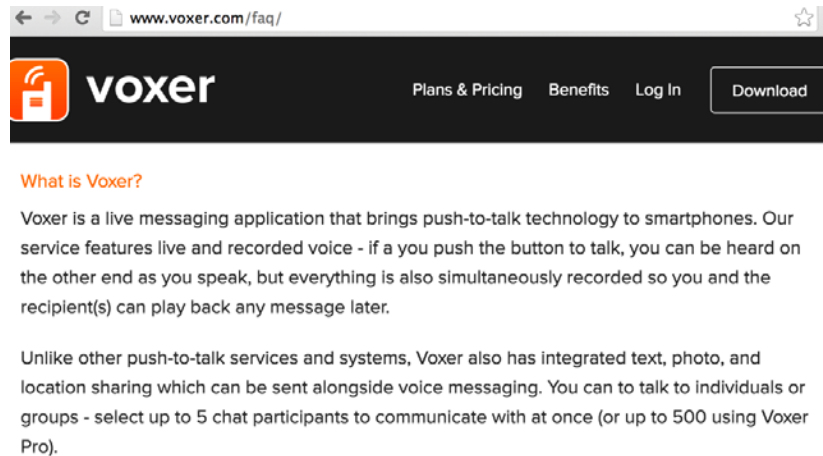 www.voxer.com/faq/
voxer
Plans & Pricing Benefits Log In Download
What is Voxer?
Voxer is a live messaging application that brings push-to-talk technology to smartphones. Our
service features live and recorded voice - if a you push the button to talk, you can be heard on
the other end as you speak, but everything is also simultaneously recorded so you and the
recipient(s) can play back any message later.
Unlike other push-to-talk services and systems, Voxer also has integrated text, photo, and
location sharing which can be sent alongside voice messaging. You can to talk to individuals or
groups - select up to 5 chat participants to communicate with at once (or up to 500 using Voxer
Pro).